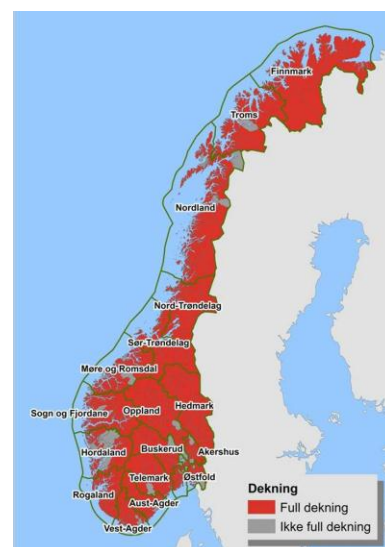 Finnmark
Troms
Nordland
Nord-Trøndelag
Sør-Trøndelag
Møre og Romsdal
Sogn og Fjordane
Oppland
Hedmark
Hordaland
Buskerud
Akershus
Telemark
Østfold
Rogaland
Aust-Agder
Vest-Agder
Dekning
Full dekning
Ikke full dekning